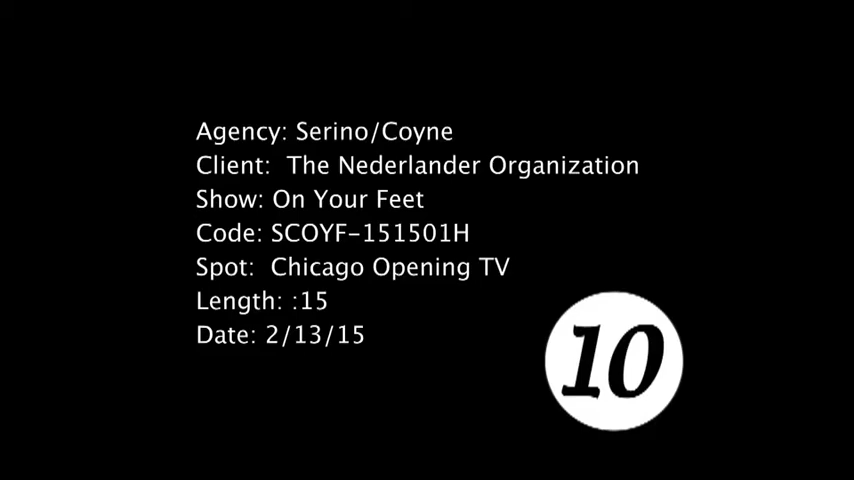 Agency: Serino/Coyne
Client:  The Nederlander Organization
Show: On Your Feet
Code: SCOYF-151501H
Spot:  Chicago Opening TV
Length: :15
Date: 2/13/15
10